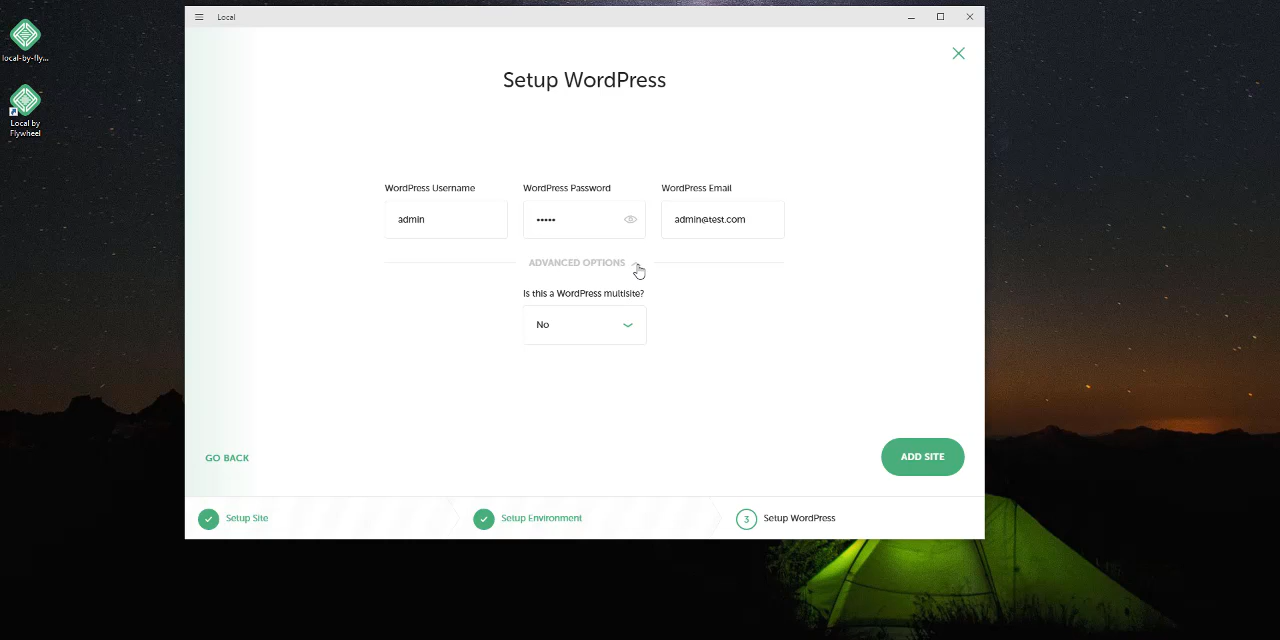 Local
local-by-fly...
Local by
Flywheel
Setup WordPress
WordPress Username
WordPress Password
WordPress Email
admin
•••••
admin@test.com
ADVANCED OPTIONS
Is this a WordPress multisite?
No
GO BACK
ADD SITE
Setup Site
Setup Environment
3
Setup WordPress